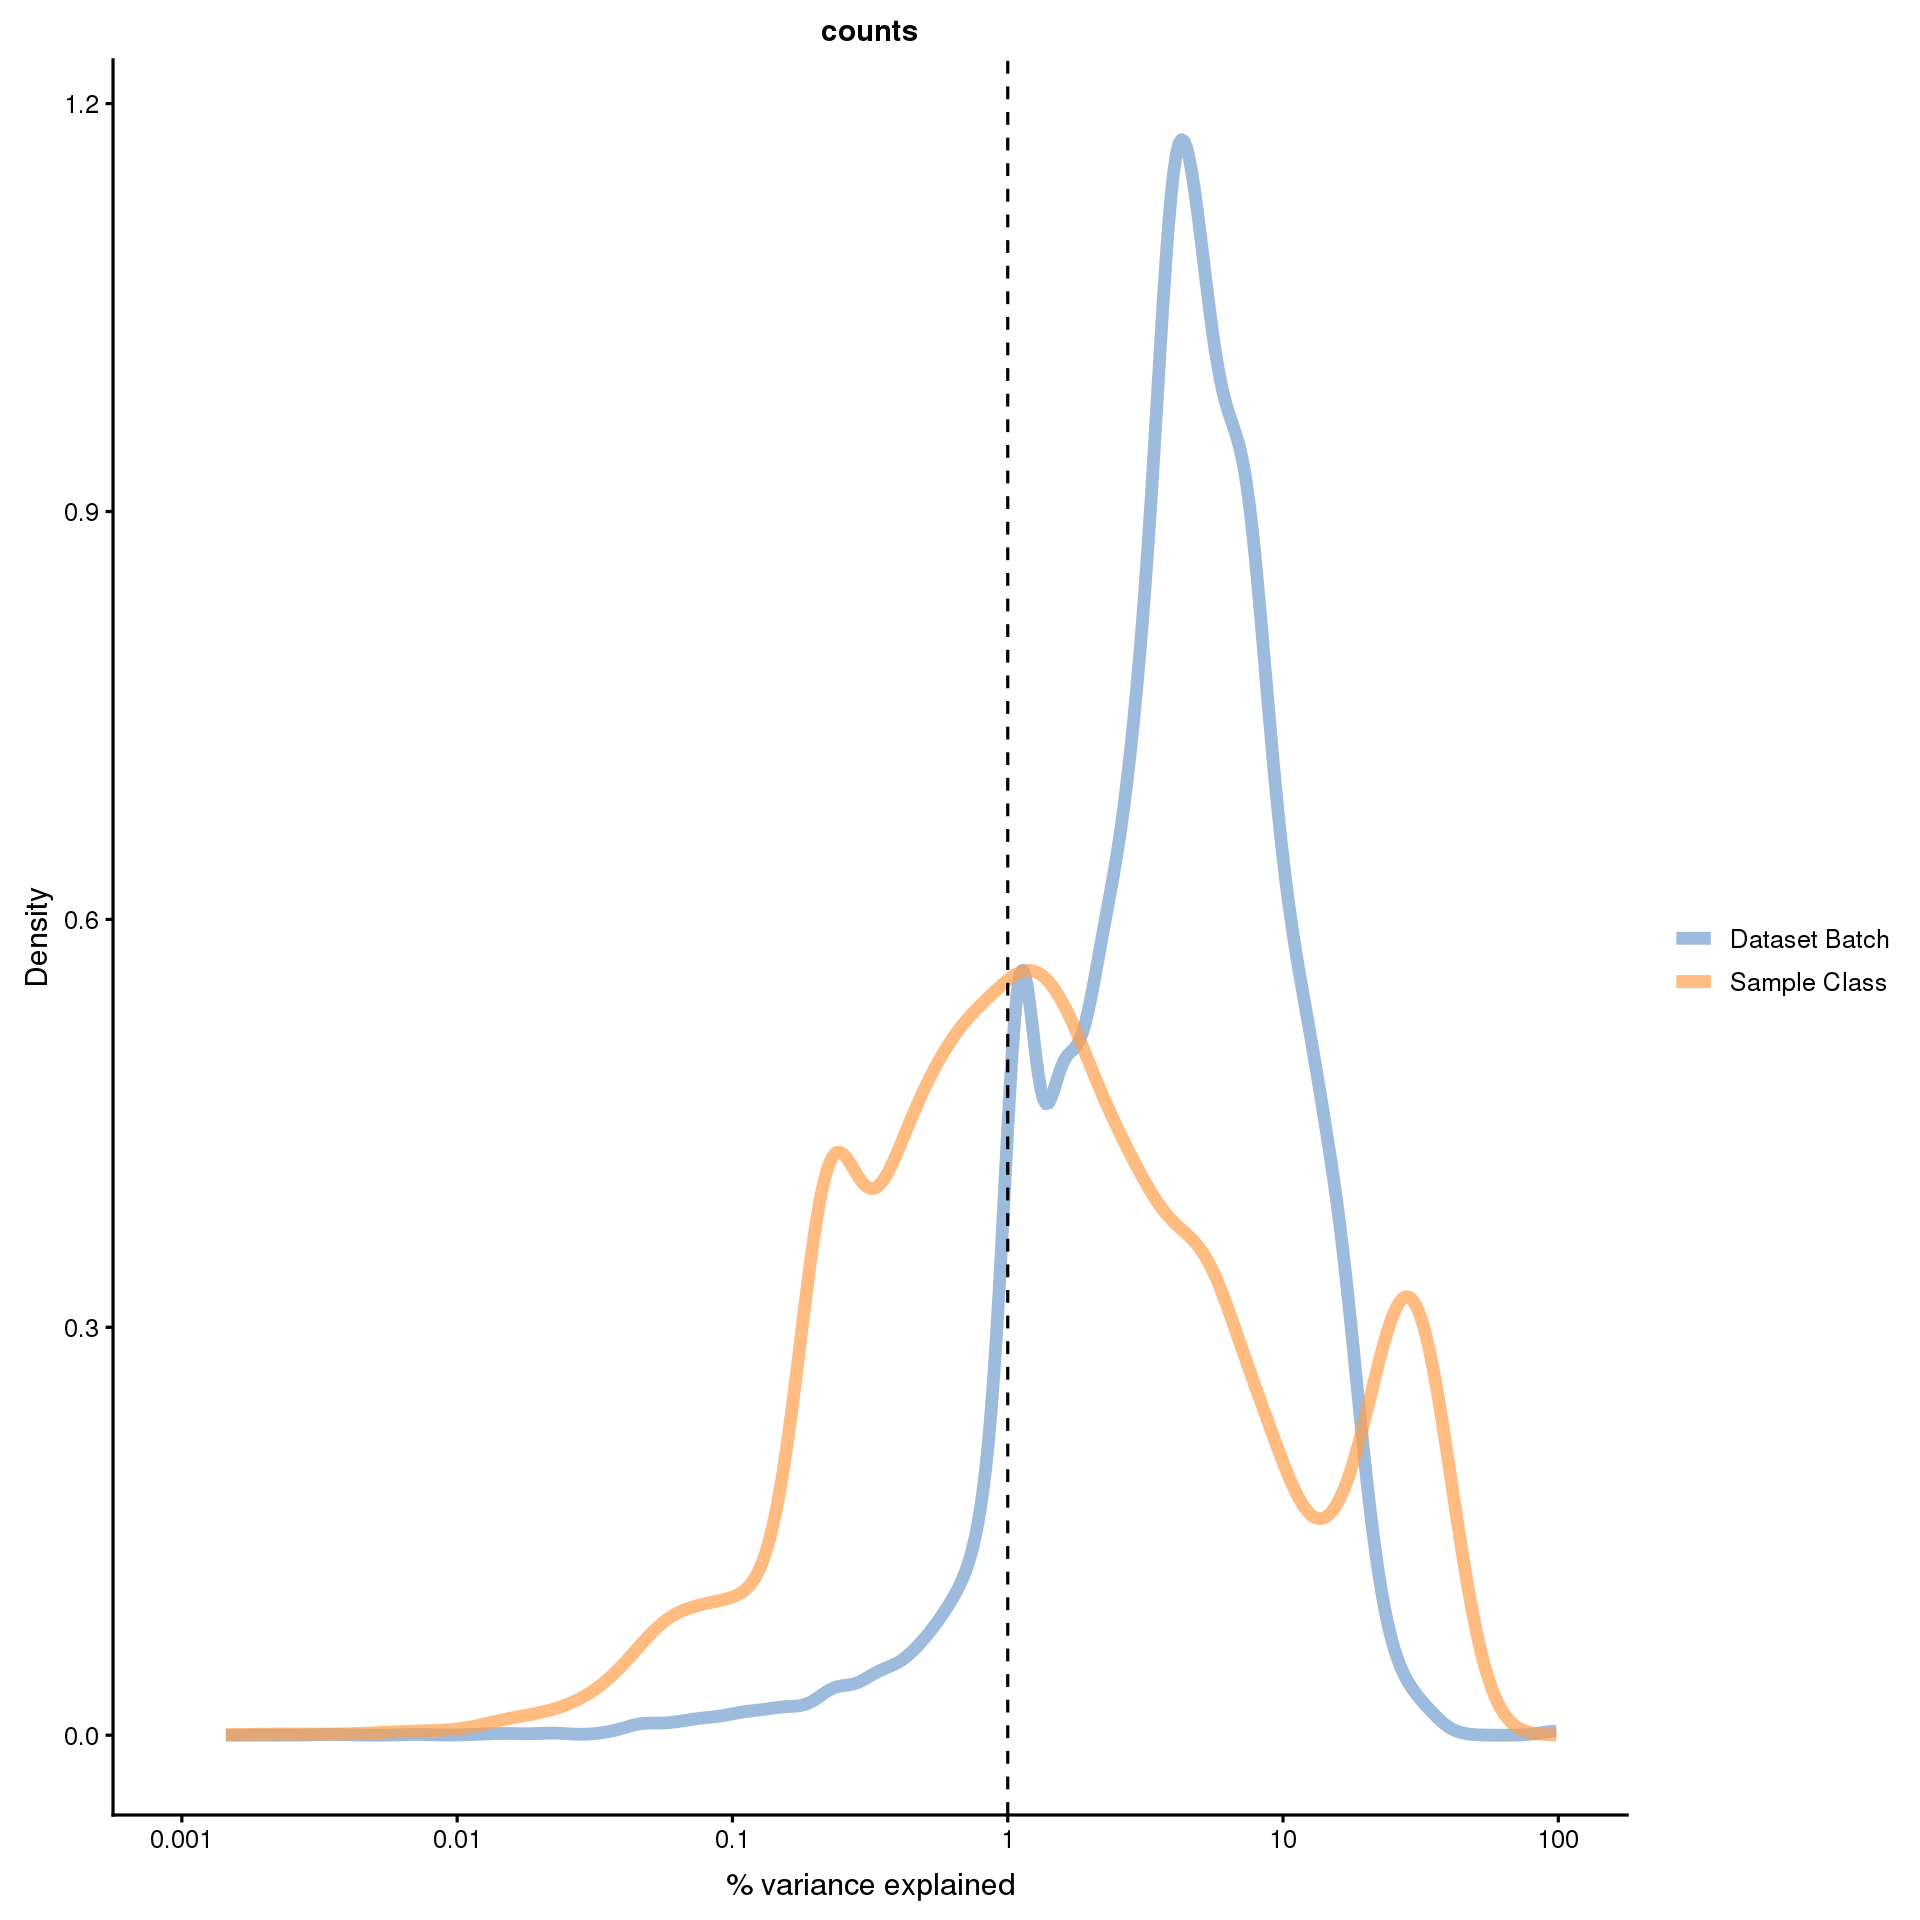 counts
Density
1.2
0.9
0.6
0.3
0.0
0.001
0.01
0.1
1
10
100
% variance explained
Dataset Batch
Sample Class